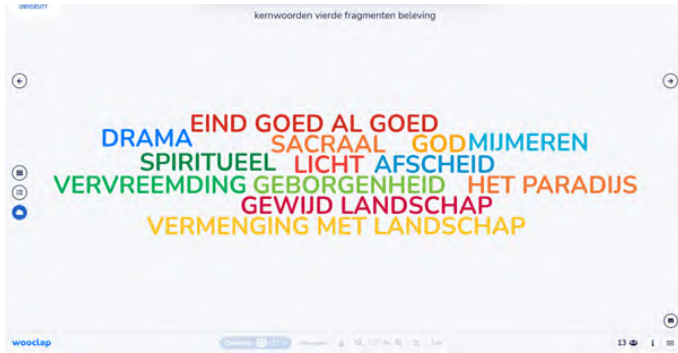 UNIVERSITY
kernwoorden vierde fragmenten beleving
EIND GOED AL GOED
DRAMA SACRAAL GOD MIJMEREN
SPIRITUEEL LICHT AFSCHEID
VERVREEMDING GEBORGENHEID HET PARADIJS
GEWIJD LANDSCHAP
VERMENGING MET LANDSCHAP
wooclap
13